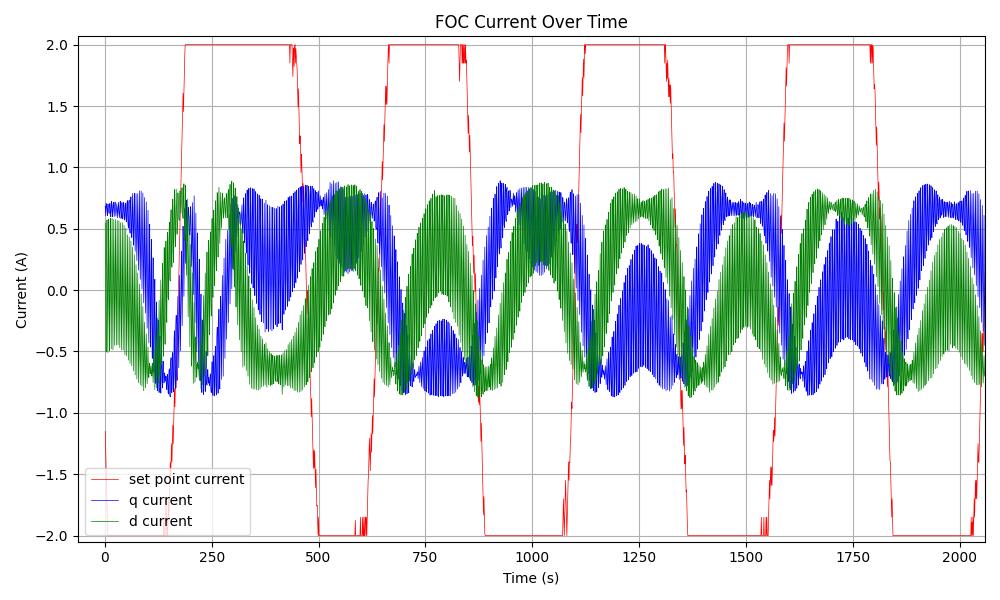 FOC Current Over Time
Current (A)
2.0
1.5
1.0
0.5
0.0
−0.5
−1.0
−1.5
−2.0
set point current
q current
d current
0 250 500 750 1000 1250 1500 1750 2000
Time (s)